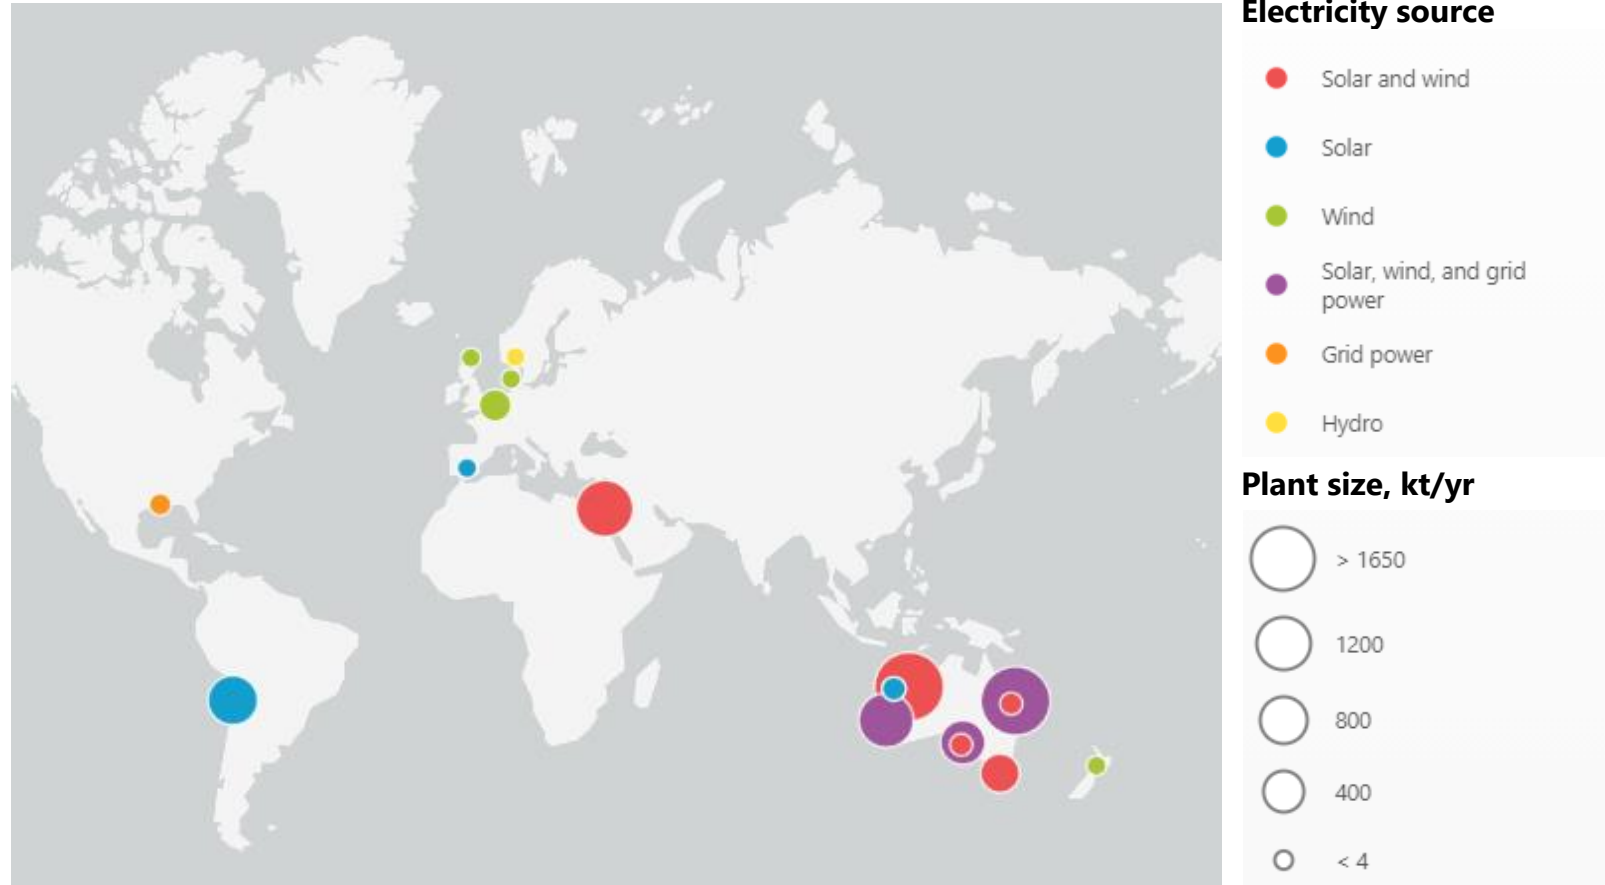 Electricity source
Solar and wind
Solar
Wind
Solar, wind, and grid
power
Grid power
Hydro
Plant size, kt/yr
> 1650
1200
800
400
< 4